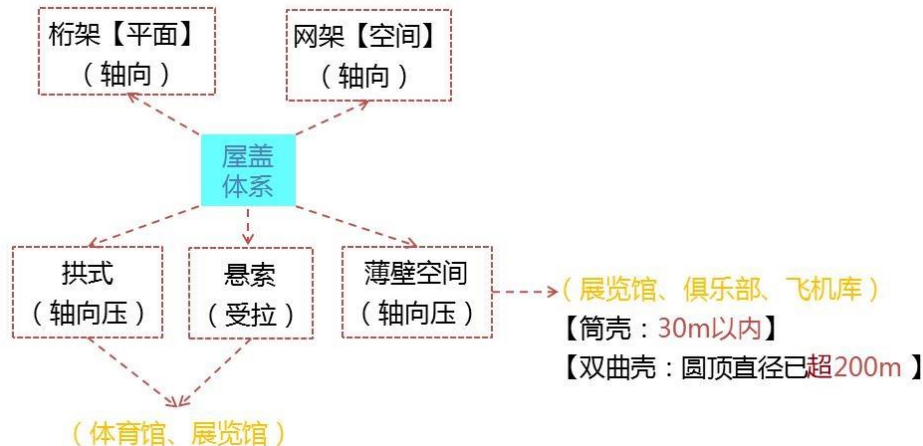 桁架【平面】
（轴向）
网架【空间】
（轴向）
屋盖
体系
拱式
（轴向压）
悬索
（受拉）
薄壁空间
（轴向压）
（展览馆、俱乐部、飞机库）
【筒壳：30m以内】
【双曲壳：圆顶直径已超200m 】
（体育馆、展览馆）